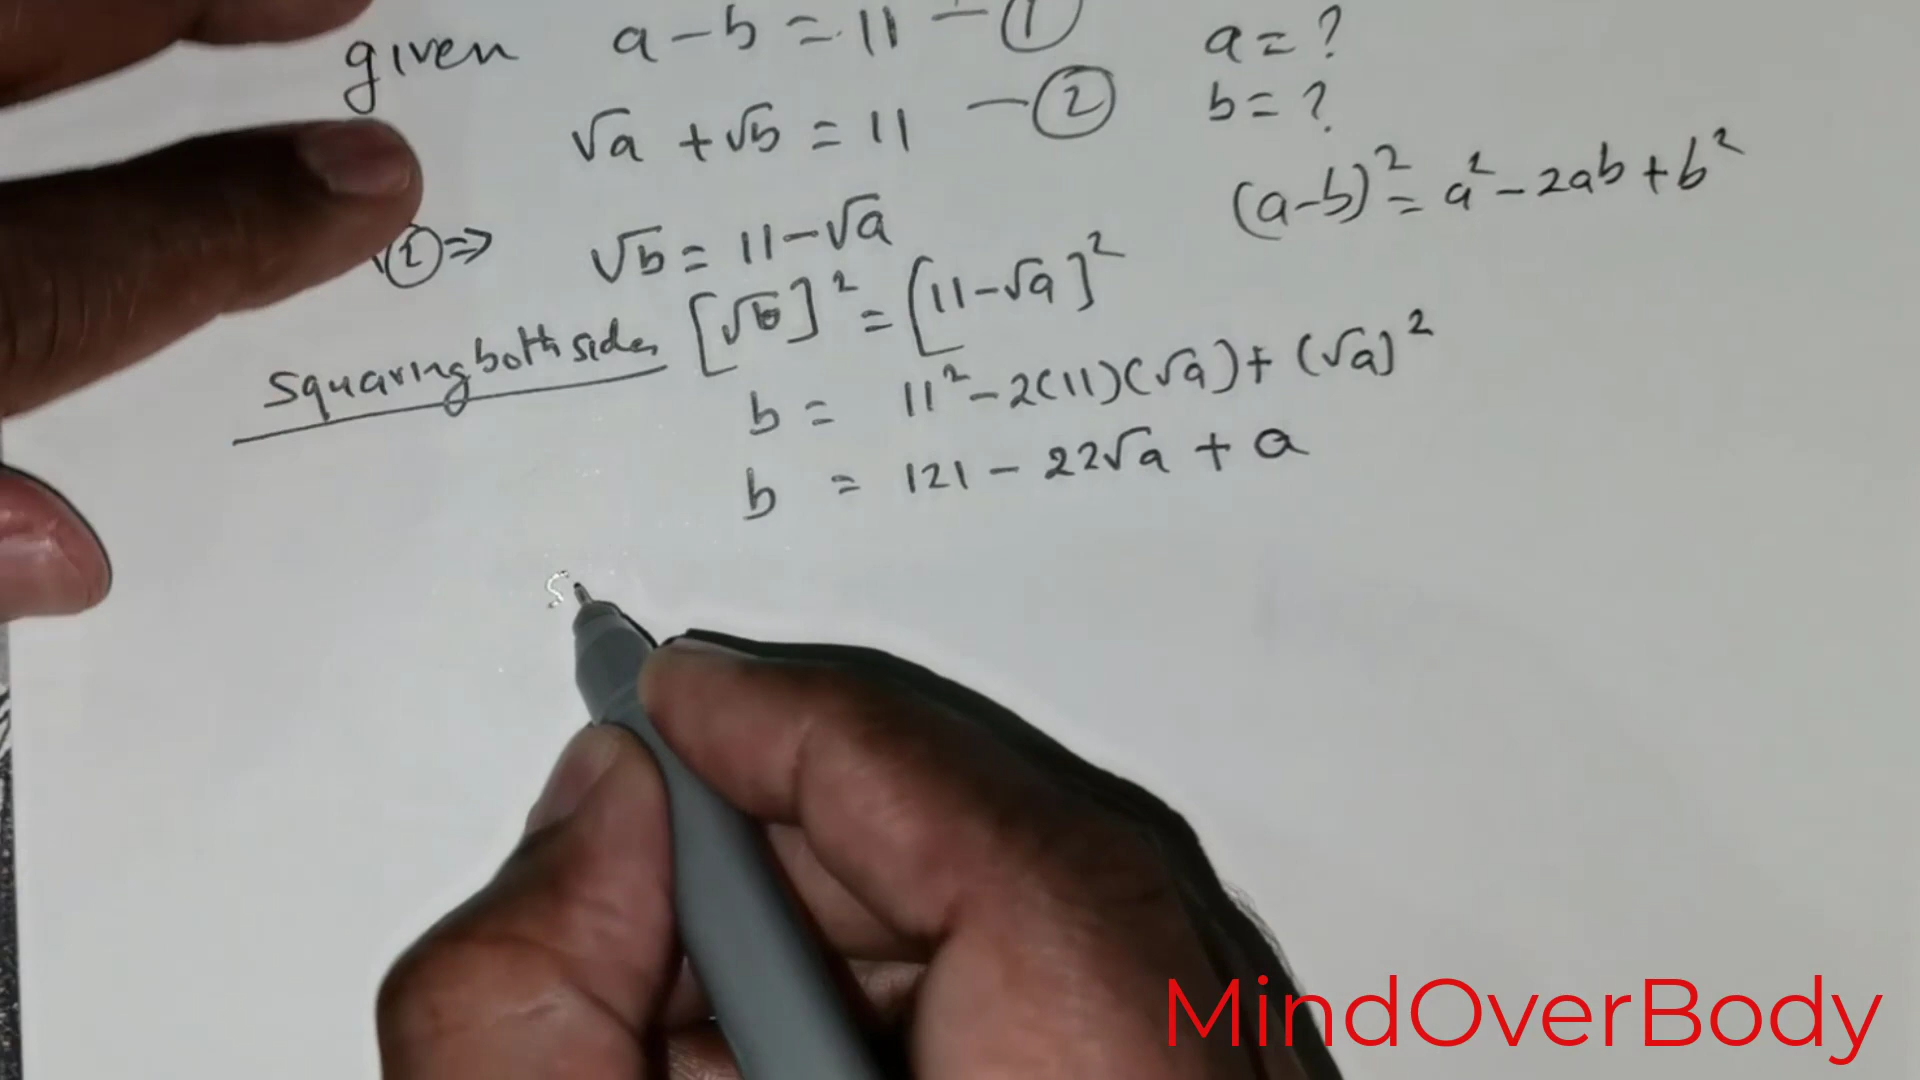 given a - b = 11 — ①
a = ?
√a + √b = 11 — ②
b = ?
(a-b)² = a² - 2ab + b²
② ⇒ √b = 11 - √a
Squaring both sides [√b]² = [11-√a]²
b = 11² - 2(11)(√a) + (√a)²
b = 121 - 22√a + a
S
MindOverBody